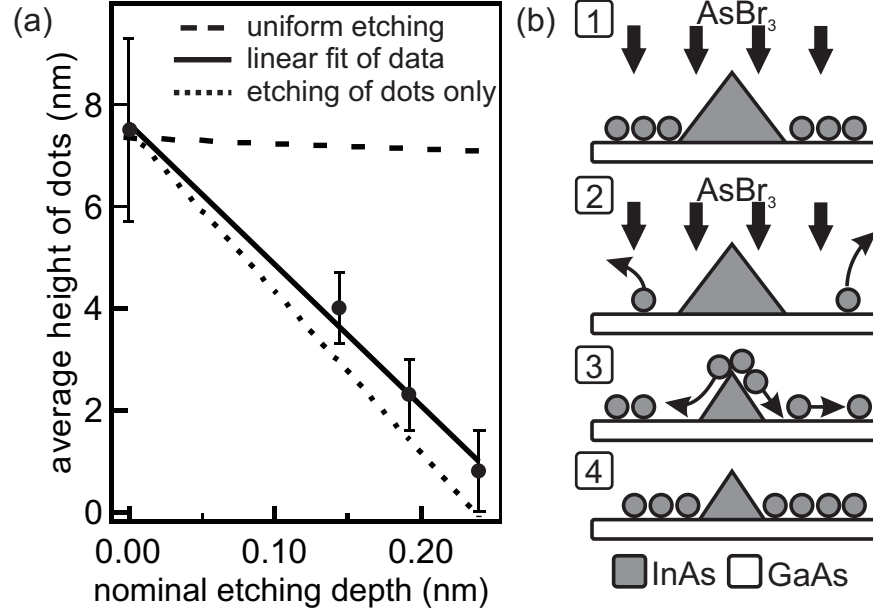 (a)
uniform etching
linear fit of data
etching of dots only
average height of dots (nm)
8
6
4
2
0
0.00 0.10 0.20
nominal etching depth (nm)
(b)
1
AsBr₃
2
AsBr₃
3
4
InAs GaAs